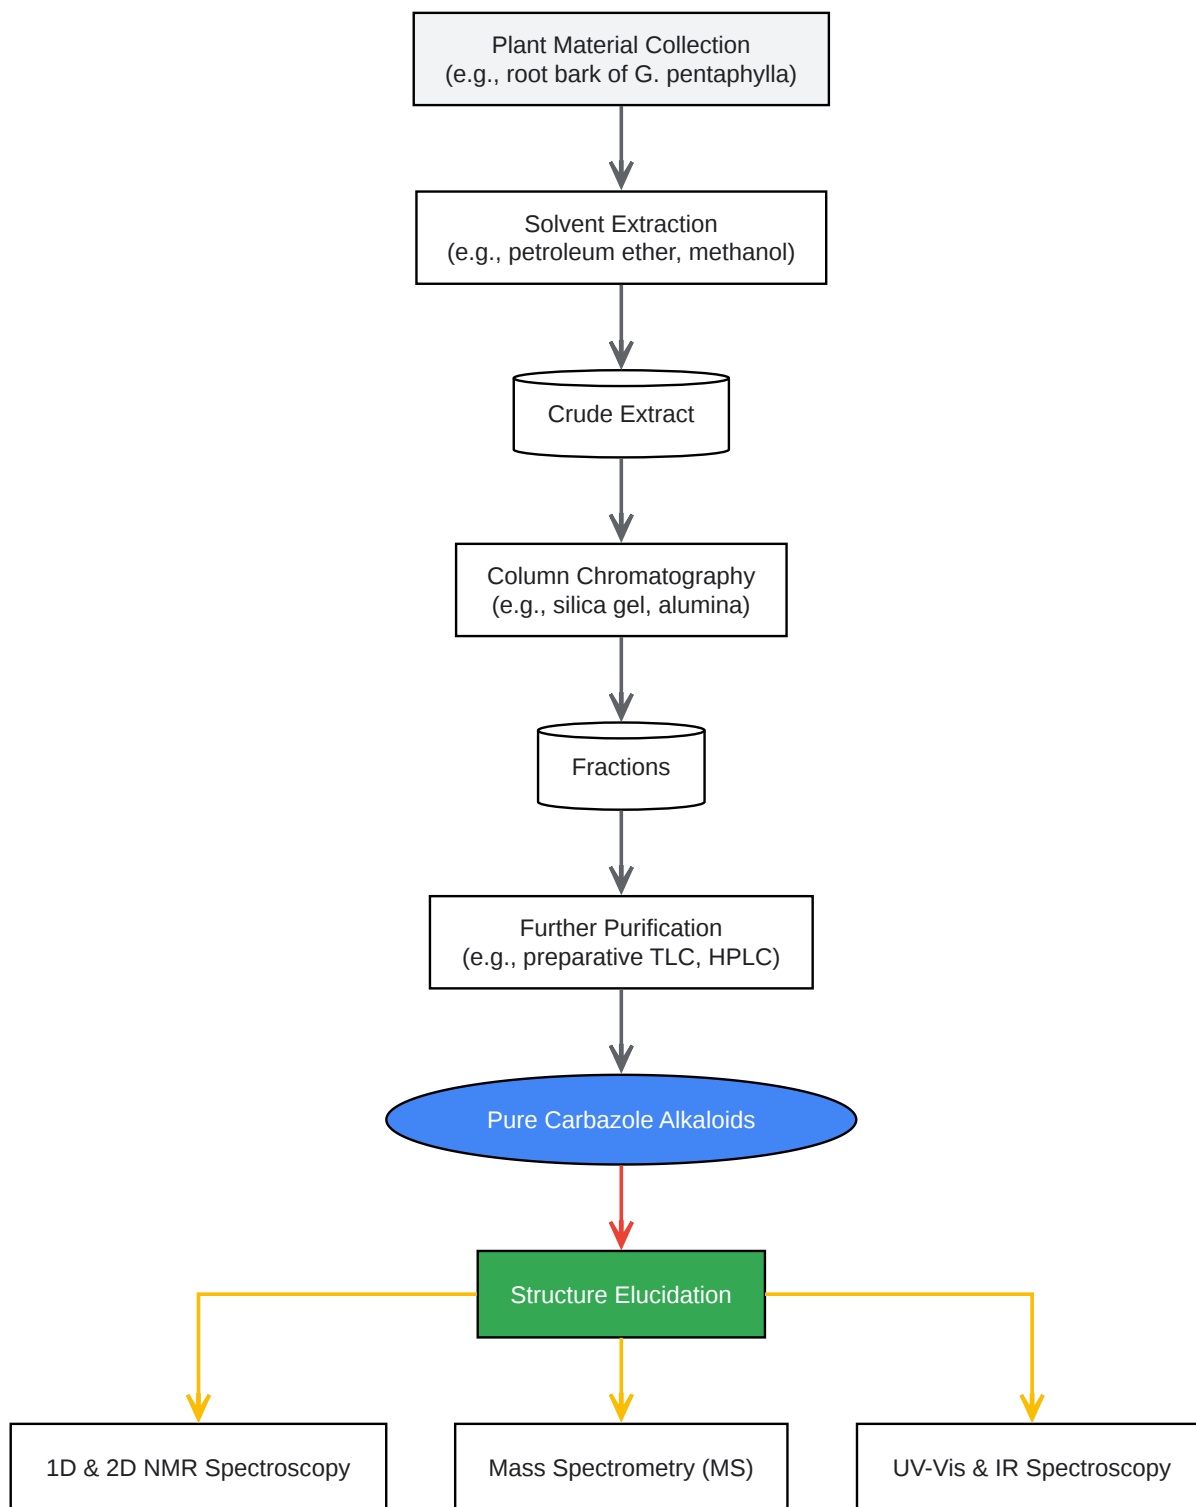 Plant Material Collection
(e.g., root bark of G. pentaphylla)
Solvent Extraction
(e.g., petroleum ether, methanol)
Crude Extract
Column Chromatography
(e.g., silica gel, alumina)
Fractions
Further Purification
(e.g., preparative TLC, HPLC)
Pure Carbazole Alkaloids
Structure Elucidation
1D & 2D NMR Spectroscopy
Mass Spectrometry (MS)
UV-Vis & IR Spectroscopy